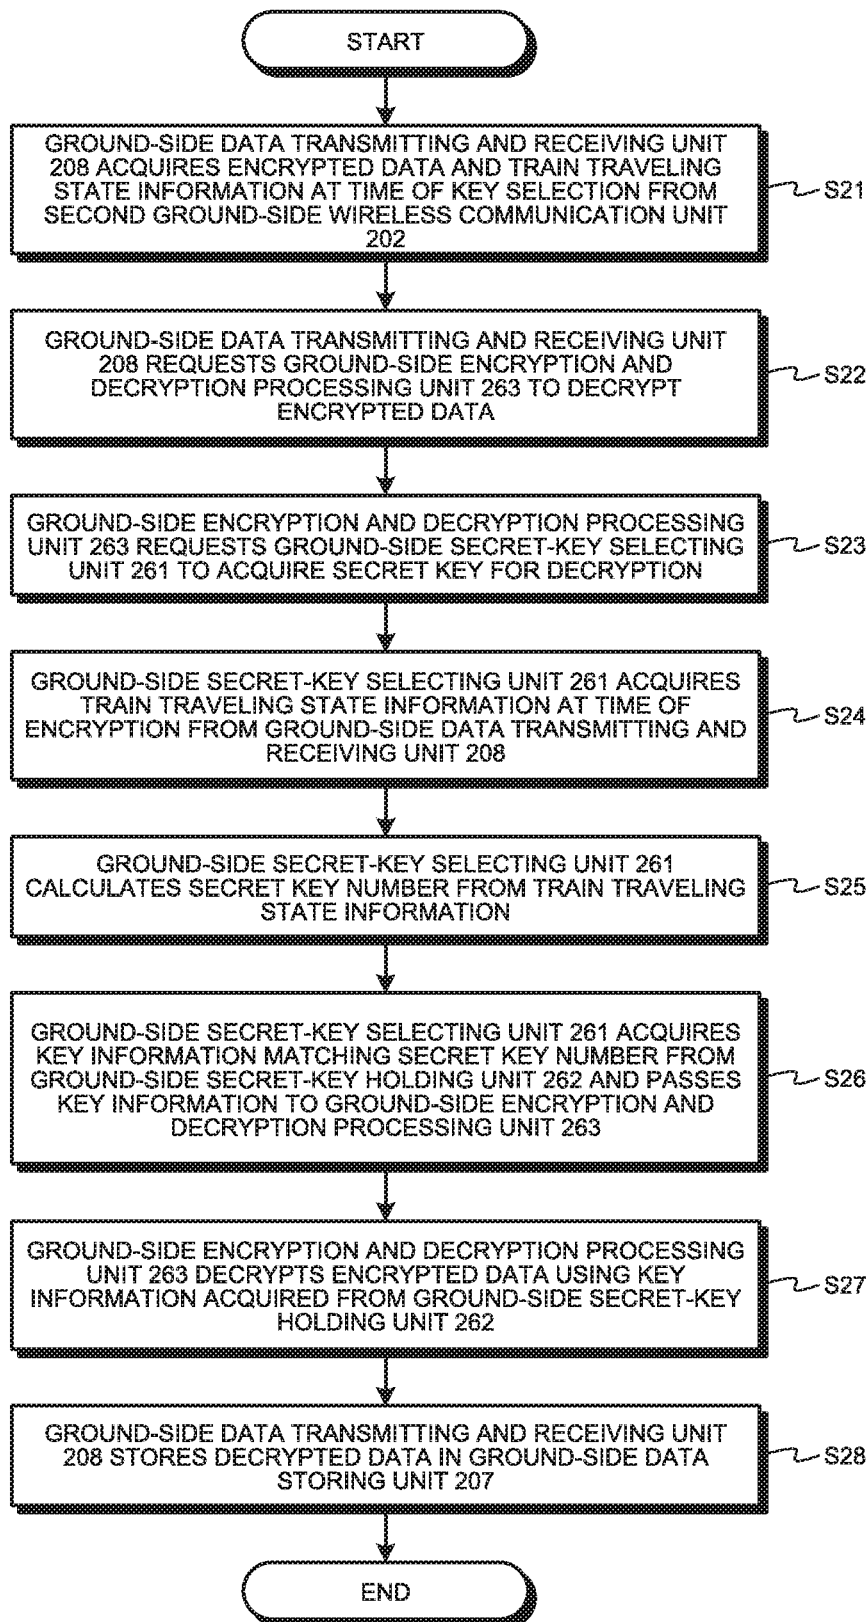 START
GROUND-SIDE DATA TRANSMITTING AND RECEIVING UNIT
208 ACQUIRES ENCRYPTED DATA AND TRAIN TRAVELING
STATE INFORMATION AT TIME OF KEY SELECTION FROM
SECOND GROUND-SIDE WIRELESS COMMUNICATION UNIT
202
S21
GROUND-SIDE DATA TRANSMITTING AND RECEIVING UNIT
208 REQUESTS GROUND-SIDE ENCRYPTION AND
DECRYPTION PROCESSING UNIT 263 TO DECRYPT
ENCRYPTED DATA
S22
GROUND-SIDE ENCRYPTION AND DECRYPTION PROCESSING
UNIT 263 REQUESTS GROUND-SIDE SECRET-KEY SELECTING
UNIT 261 TO ACQUIRE SECRET KEY FOR DECRYPTION
S23
GROUND-SIDE SECRET-KEY SELECTING UNIT 261 ACQUIRES
TRAIN TRAVELING STATE INFORMATION AT TIME OF
ENCRYPTION FROM GROUND-SIDE DATA TRANSMITTING AND
RECEIVING UNIT 208
S24
GROUND-SIDE SECRET-KEY SELECTING UNIT 261
CALCULATES SECRET KEY NUMBER FROM TRAIN TRAVELING
STATE INFORMATION
S25
GROUND-SIDE SECRET-KEY SELECTING UNIT 261 ACQUIRES
KEY INFORMATION MATCHING SECRET KEY NUMBER FROM
GROUND-SIDE SECRET-KEY HOLDING UNIT 262 AND PASSES
KEY INFORMATION TO GROUND-SIDE ENCRYPTION AND
DECRYPTION PROCESSING UNIT 263
S26
GROUND-SIDE ENCRYPTION AND DECRYPTION PROCESSING
UNIT 263 DECRYPTS ENCRYPTED DATA USING KEY
INFORMATION ACQUIRED FROM GROUND-SIDE SECRET-KEY
HOLDING UNIT 262
S27
GROUND-SIDE DATA TRANSMITTING AND RECEIVING UNIT
208 STORES DECRYPTED DATA IN GROUND-SIDE DATA
STORING UNIT 207
S28
END